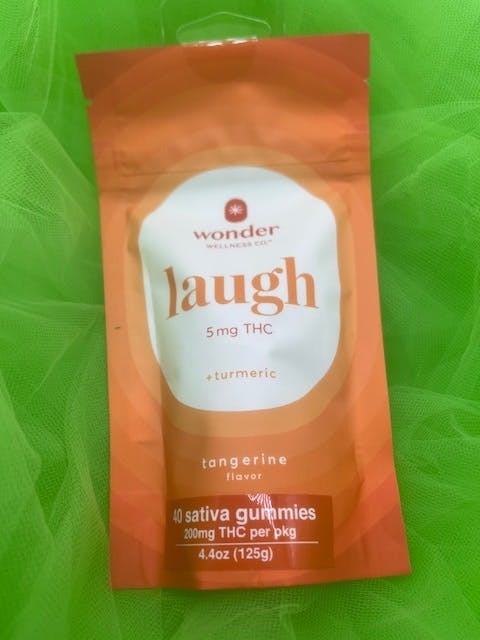 wonder
WELLNESS CO.™
laugh
5mg THC
+turmeric
tangerine
flavor
40 sativa gummies
200mg THC per pkg
4.4oz (125g)